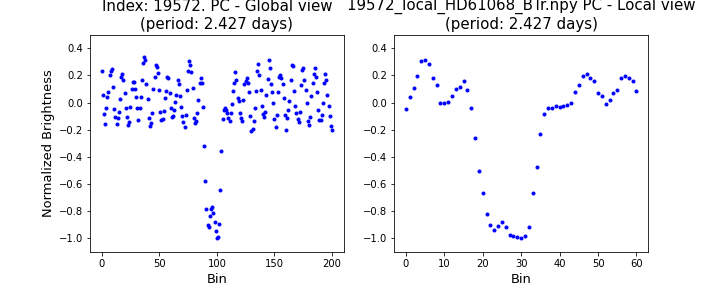 Index: 19572. PC - Global view
(period: 2.427 days)
19572_local_HD61068_BTfr.npy PC - Local view
(period: 2.427 days)
Normalized Brightness
0.4
0.2
0.0
−0.2
−0.4
−0.6
−0.8
−1.0
0 50 100 150 200
Bin
0.4
0.2
0.0
−0.2
−0.4
−0.6
−0.8
−1.0
0 10 20 30 40 50 60
Bin